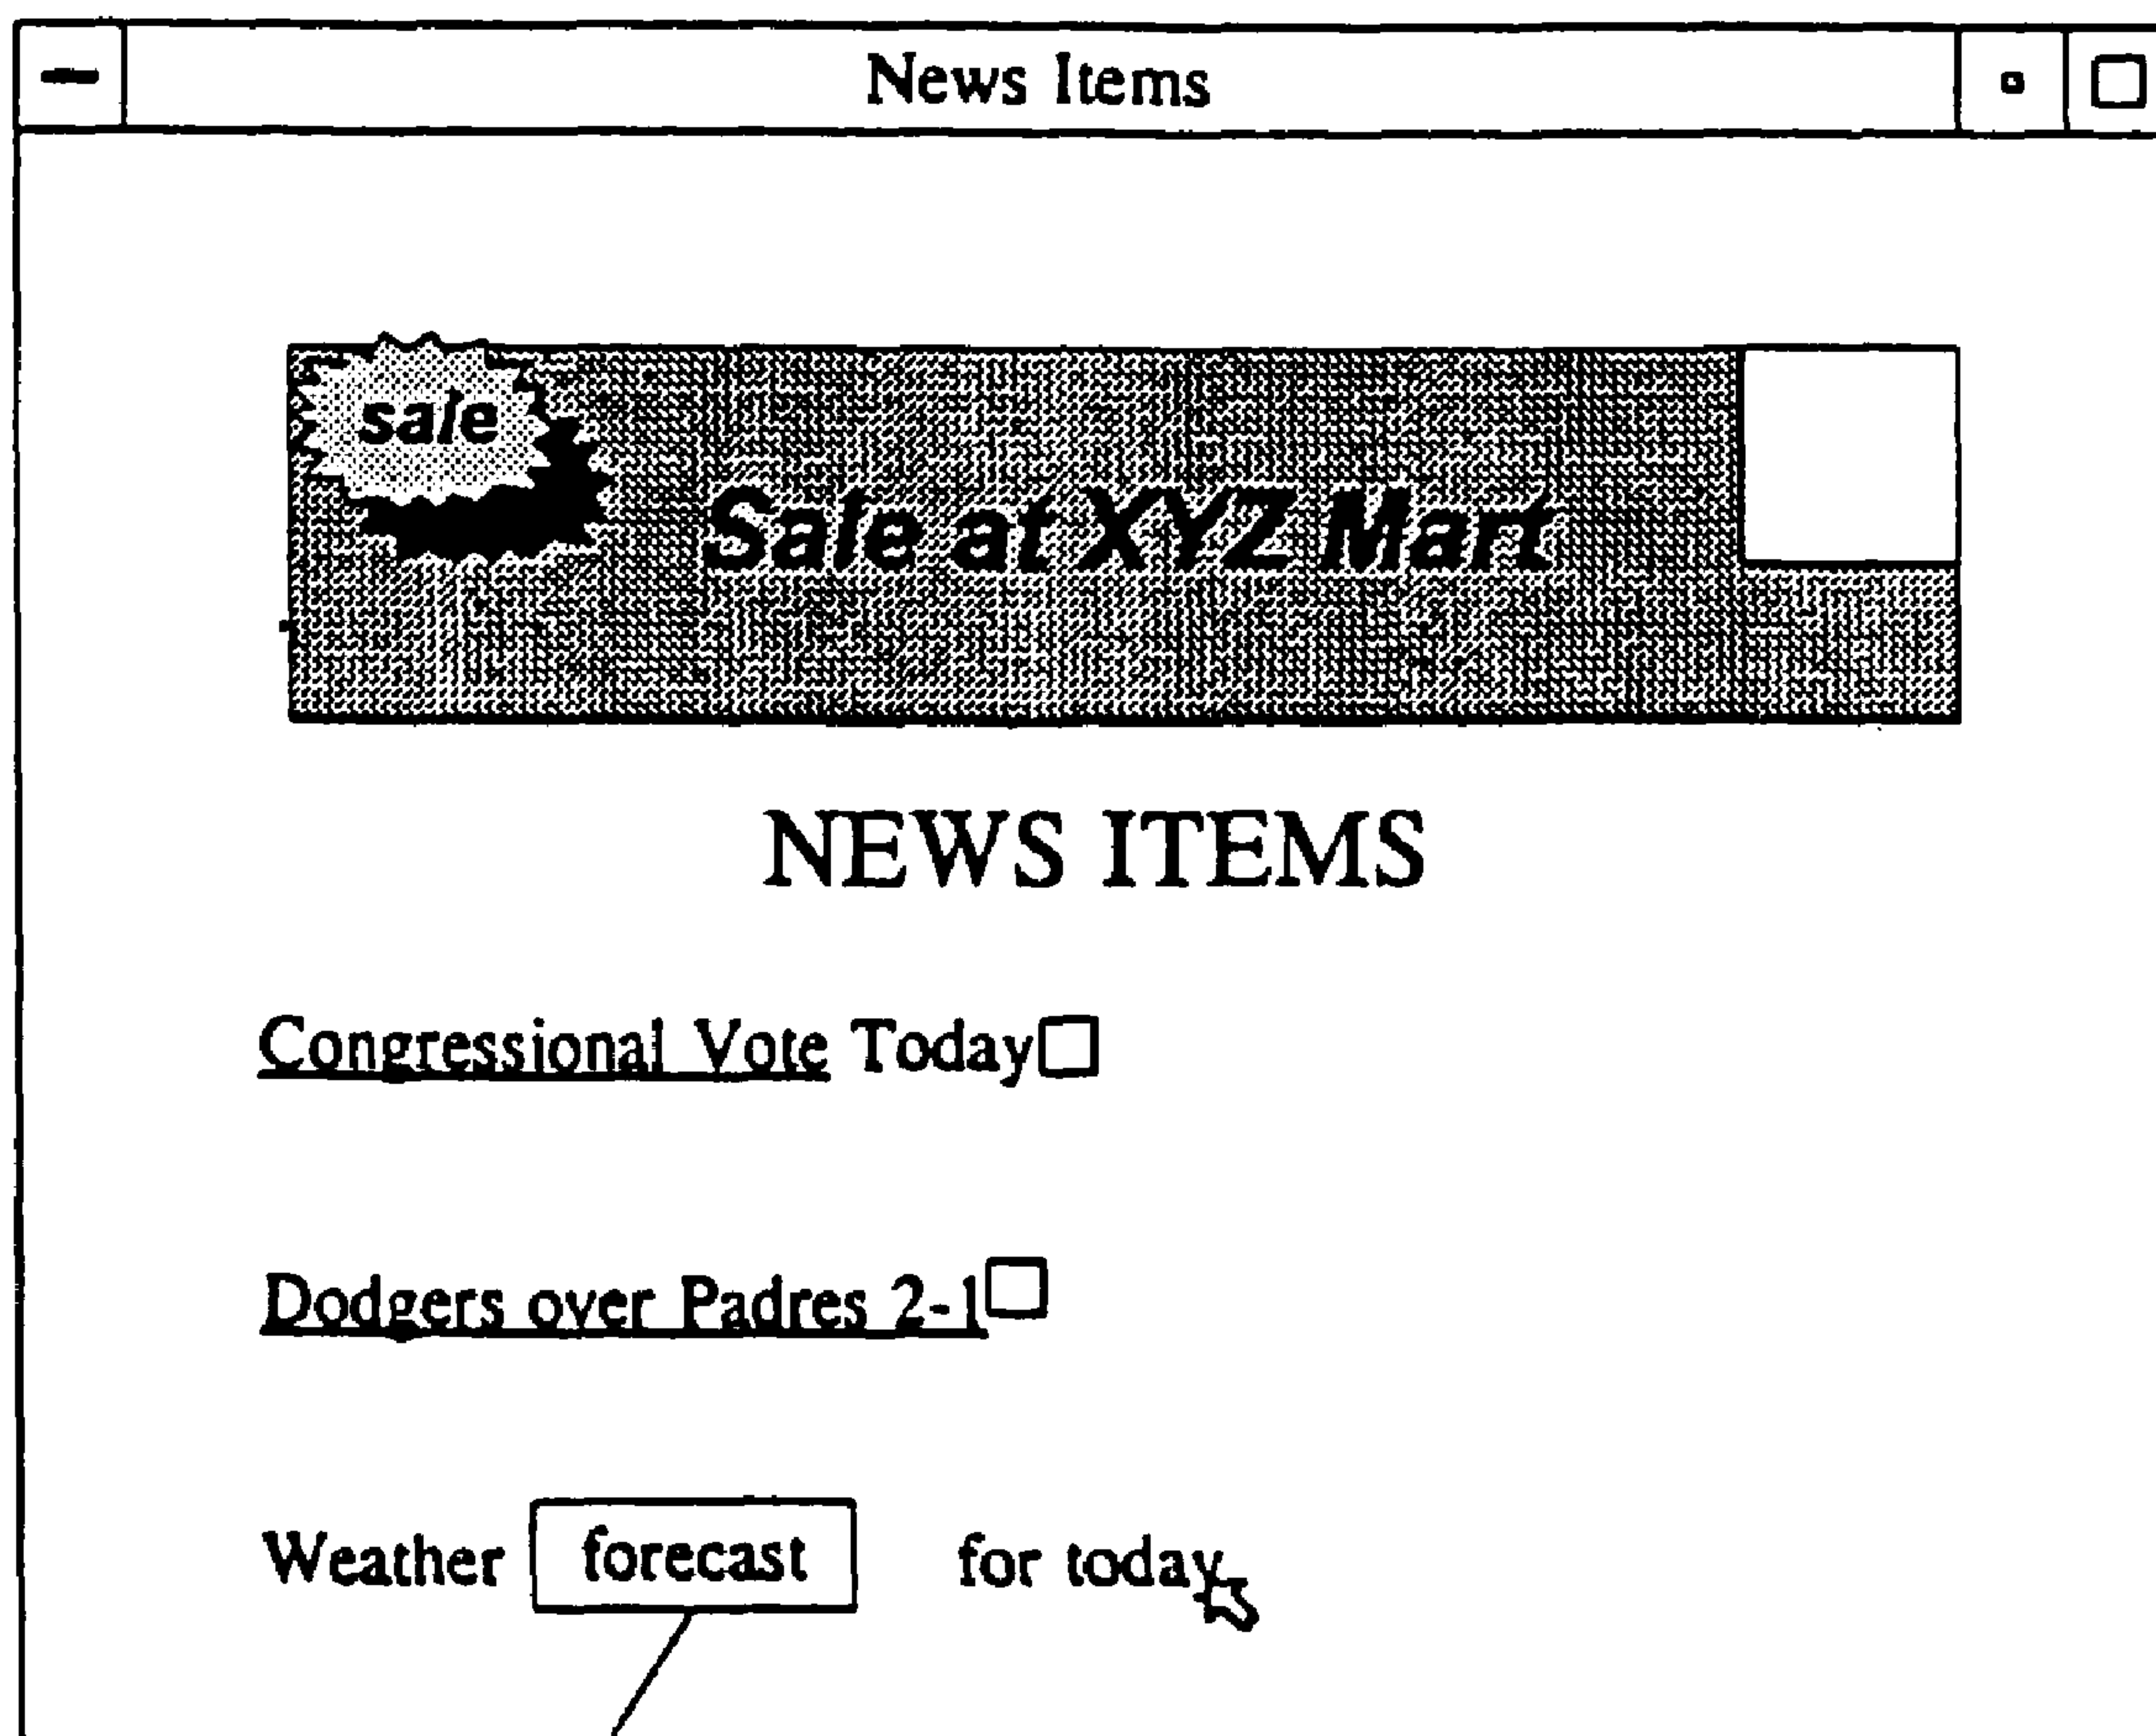 News Items
sale
Sale at XYZ Mart
NEWS ITEMS
Congressional Vote Today
Dodgers over Padres 2-1
Weather forecast for today